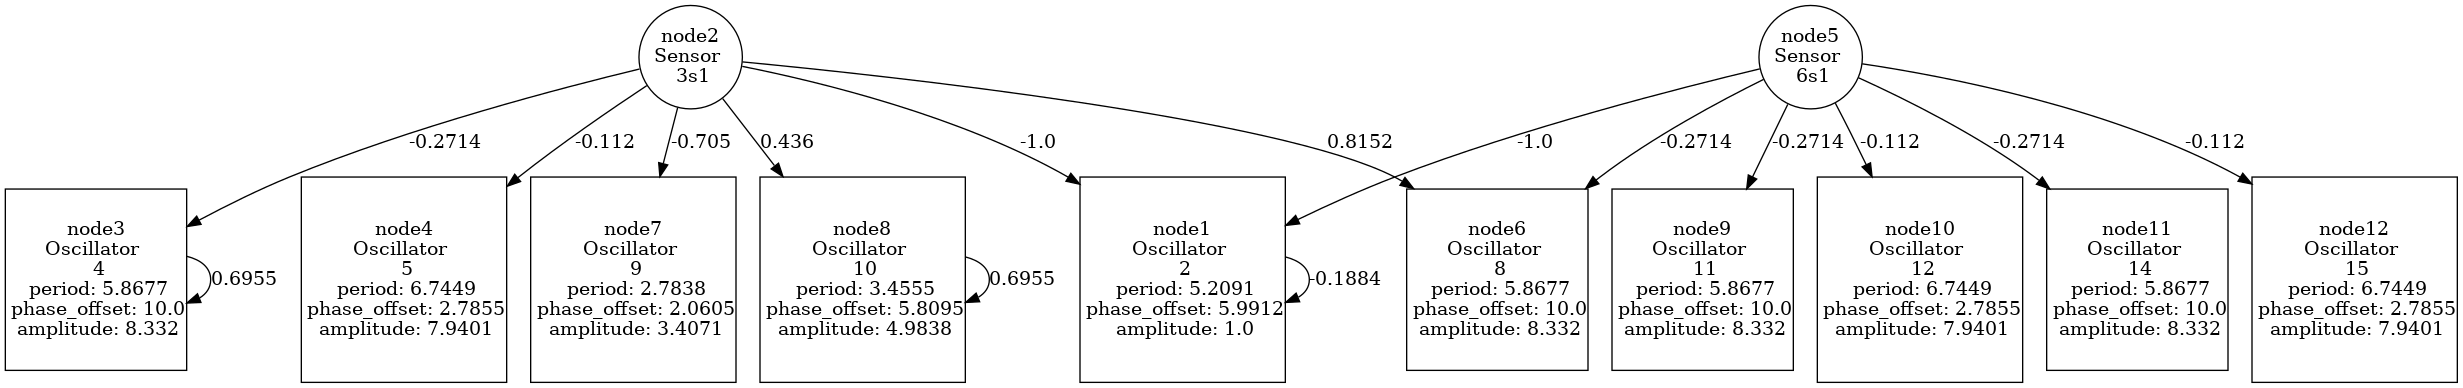 node2
Sensor
3s1
node5
Sensor
6s1
-0.2714
-0.112
-0.705
0.436
-1.0
0.8152
-1.0
-0.2714
-0.2714
-0.112
-0.2714
-0.112
node3
Oscillator
4
period: 5.8677
phase_offset: 10.0
amplitude: 8.332
0.6955
node4
Oscillator
5
period: 6.7449
phase_offset: 2.7855
amplitude: 7.9401
node7
Oscillator
9
period: 2.7838
phase_offset: 2.0605
amplitude: 3.4071
node8
Oscillator
10
period: 3.4555
phase_offset: 5.8095
amplitude: 4.9838
0.6955
node1
Oscillator
2
period: 5.2091
phase_offset: 5.9912
amplitude: 1.0
-0.1884
node6
Oscillator
8
period: 5.8677
phase_offset: 10.0
amplitude: 8.332
node9
Oscillator
11
period: 5.8677
phase_offset: 10.0
amplitude: 8.332
node10
Oscillator
12
period: 6.7449
phase_offset: 2.7855
amplitude: 7.9401
node11
Oscillator
14
period: 5.8677
phase_offset: 10.0
amplitude: 8.332
node12
Oscillator
15
period: 6.7449
phase_offset: 2.7855
amplitude: 7.9401